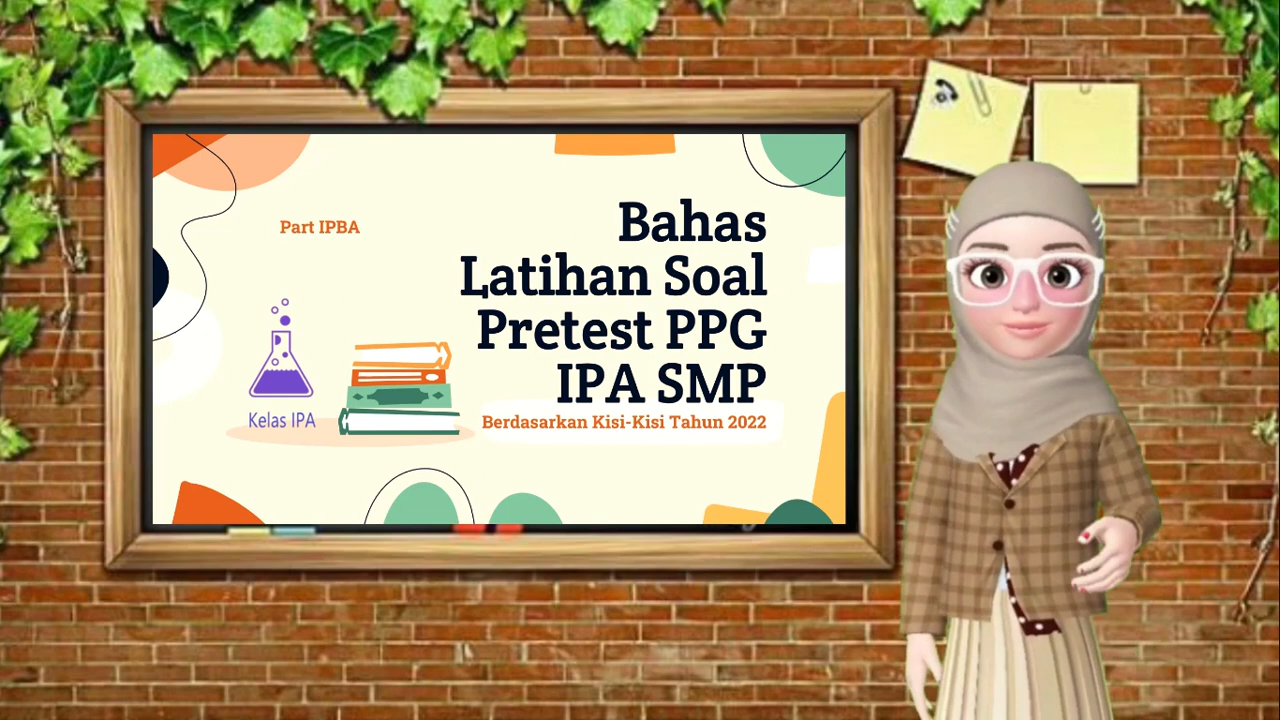 Part IPBA
Bahas
Latihan Soal
Pretest PPG
IPA SMP
Berdasarkan Kisi-Kisi Tahun 2022
Kelas IPA